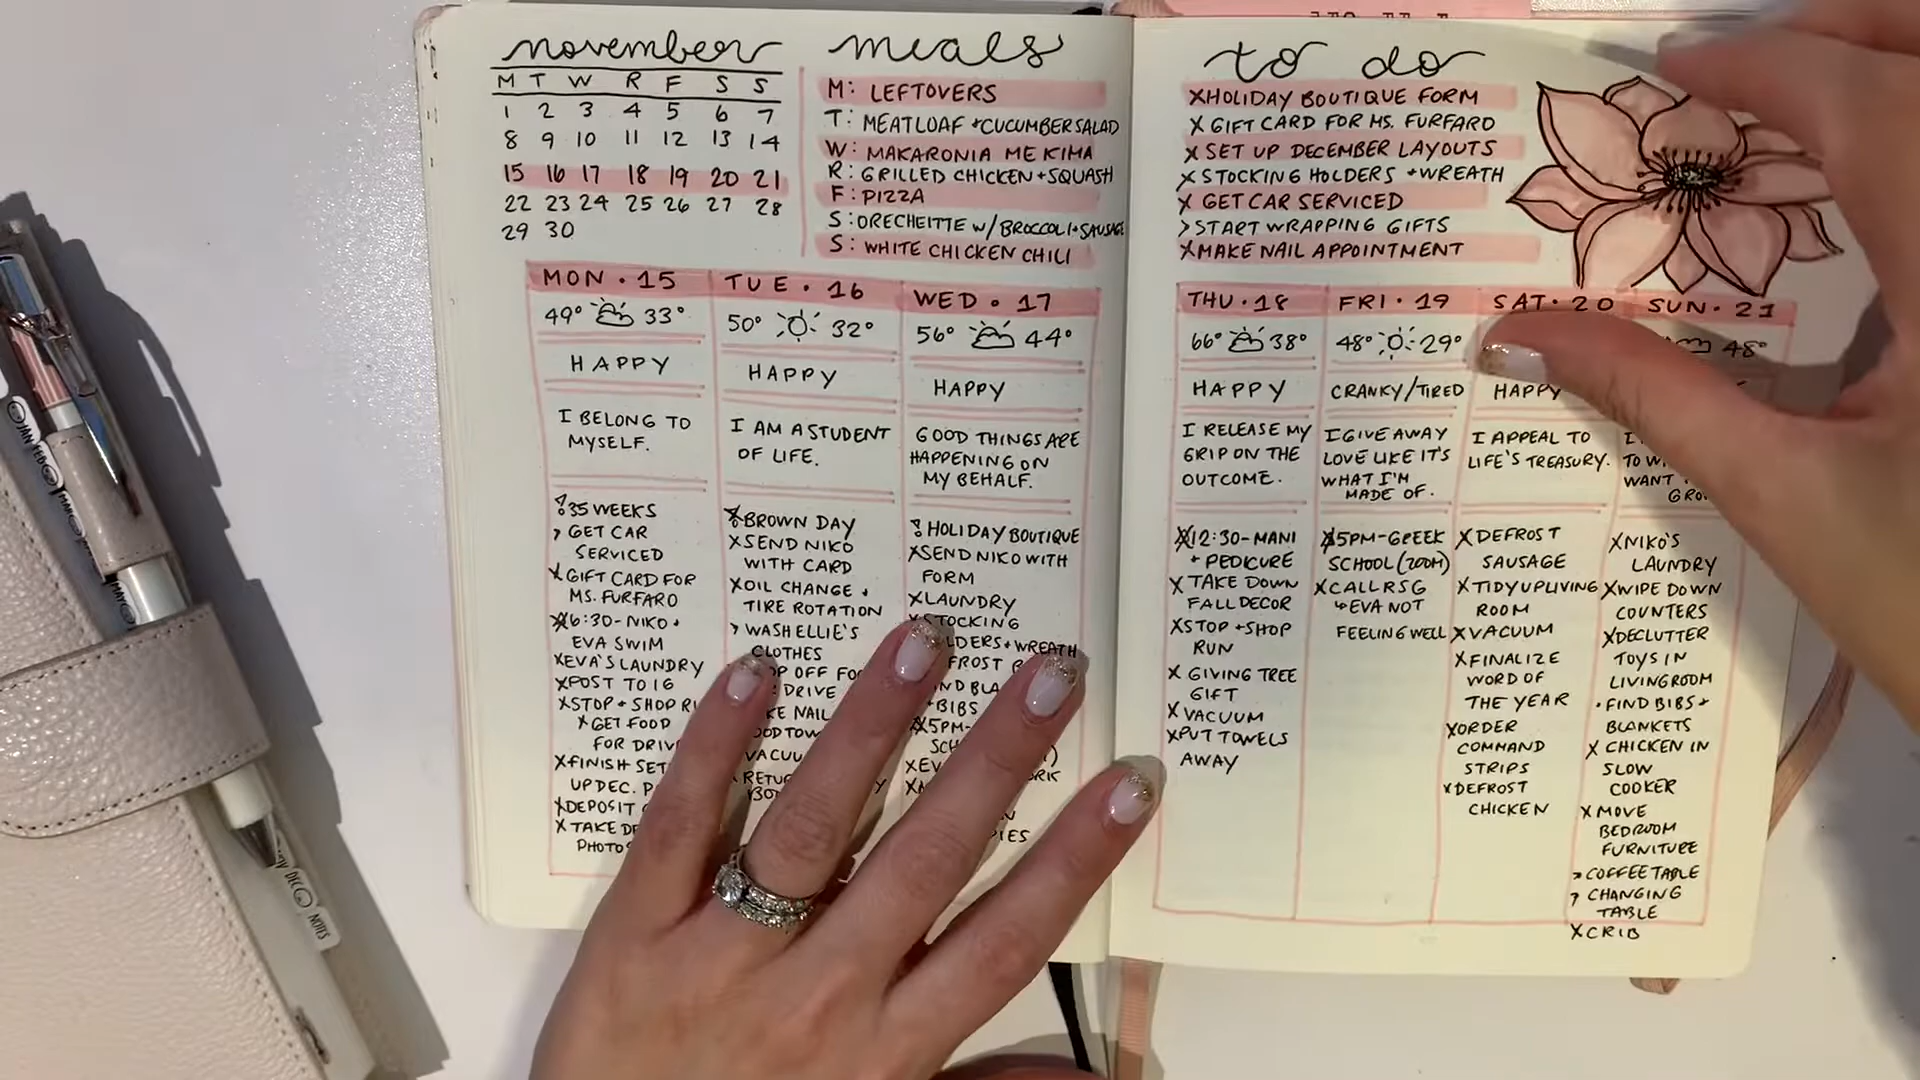 november
M T W R F S S
1 2 3 4 5 6 7
8 9 10 11 12 13 14
15 16 17 18 19 20 21
22 23 24 25 26 27 28
29 30
meals
M: LEFTOVERS
T: MEATLOAF + CUCUMBER SALAD
W: MAKARONIA ME KIMA
R: GRILLED CHICKEN + SQUASH
F: PIZZA
S: ORECHEITTE W/ BROCCOLI + SAUSAGE
S: WHITE CHICKEN CHILI
MON • 15
49° 33°
HAPPY
I BELONG TO
MYSELF.
! 35 WEEKS
> GET CAR
SERVICED
X GIFT CARD FOR
MS. FURFARO
X 6:30 - NIKO +
EVA SWIM
X EVA'S LAUNDRY
X POST TO IG
X STOP + SHOP
X GET FOOD
FOR
X FINISH SET
UP DEC.
X DEPOSIT
X TAKE
TUE • 16
50° 32°
HAPPY
I AM A STUDENT
OF LIFE.
X BROWN DAY
X SEND NIKO
WITH CARD
X OIL CHANGE +
TIRE ROTATION
> WASH ELLIE'S
CLOTHES
OFF
DRIVE
NAIL
WED • 17
56° 44°
HAPPY
GOOD THINGS ARE
HAPPENING ON
MY BEHALF.
! HOLIDAY BOUTIQUE
X SEND NIKO WITH
FORM
X LAUNDRY
X STOCKING
+ WREATH
+ BIBS
X 5PM -
to do
X HOLIDAY BOUTIQUE FORM
X GIFT CARD FOR MS. FURFARO
X SET UP DECEMBER LAYOUTS
X STOCKING HOLDERS + WREATH
X GET CAR SERVICED
> START WRAPPING GIFTS
X MAKE NAIL APPOINTMENT
THU • 18
66° 38°
HAPPY
I RELEASE MY
GRIP ON THE
OUTCOME.
X 12:30 - MANI
+ PEDICURE
X TAKE DOWN
FALL DECOR
X STOP + SHOP
RUN
X GIVING TREE
GIFT
X VACUUM
X PUT TOWELS
AWAY
FRI • 19
48° 29°
CRANKY/TIRED
I GIVE AWAY
LOVE LIKE IT'S
WHAT I'M
MADE OF.
X 5PM - GREEK
SCHOOL (ZOOM)
X CALL RSG
↳ EVA NOT
FEELING WELL
SAT • 20
HAPPY
I APPEAL TO
LIFE'S TREASURY.
X DEFROST
SAUSAGE
X TIDY UP LIVING
ROOM
X VACUUM
X FINALIZE
WORD OF
THE YEAR
X ORDER
COMMAND
STRIPS
X DEFROST
CHICKEN
SUN • 21
48°
I
WANT
X NIKO'S
LAUNDRY
X WIPE DOWN
COUNTERS
X DECLUTTER
TOYS IN
LIVING ROOM
• FIND BIBS +
BLANKETS
X CHICKEN IN
SLOW
COOKER
X MOVE
BEDROOM
FURNITURE
> COFFEE TABLE
> CHANGING
TABLE
X CRIB
JAN
FEB
MAY
DEC
NOTES